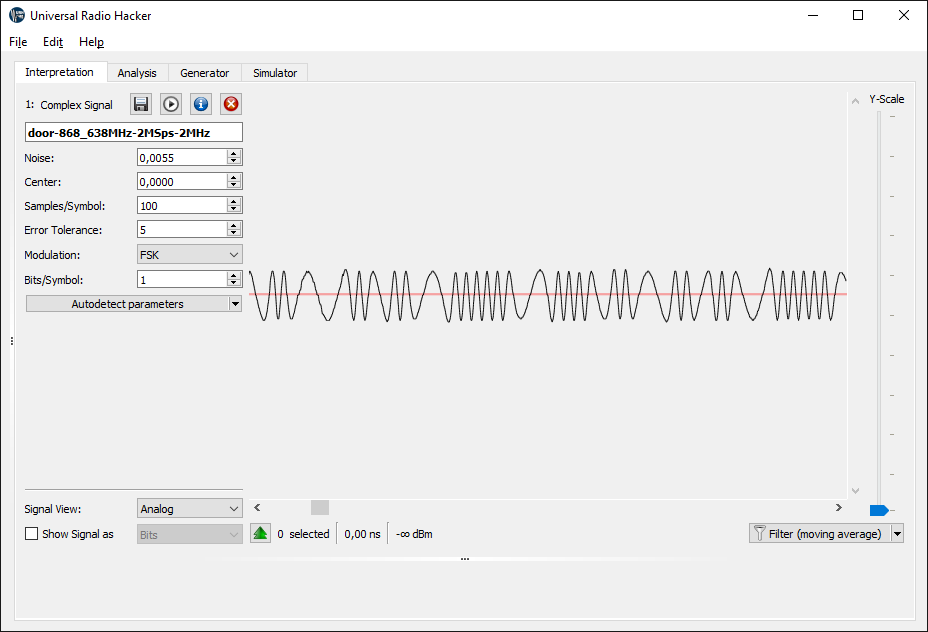 Universal Radio Hacker
File Edit Help
Interpretation Analysis Generator Simulator
1: Complex Signal
Y-Scale
door-868_638MHz-2MSps-2MHz
Noise: 0,0055
Center: 0,0000
Samples/Symbol: 100
Error Tolerance: 5
Modulation: FSK
Bits/Symbol: 1
Autodetect parameters
Signal View: Analog
Show Signal as Bits
0 selected 0,00 ns -∞ dBm
Filter (moving average)